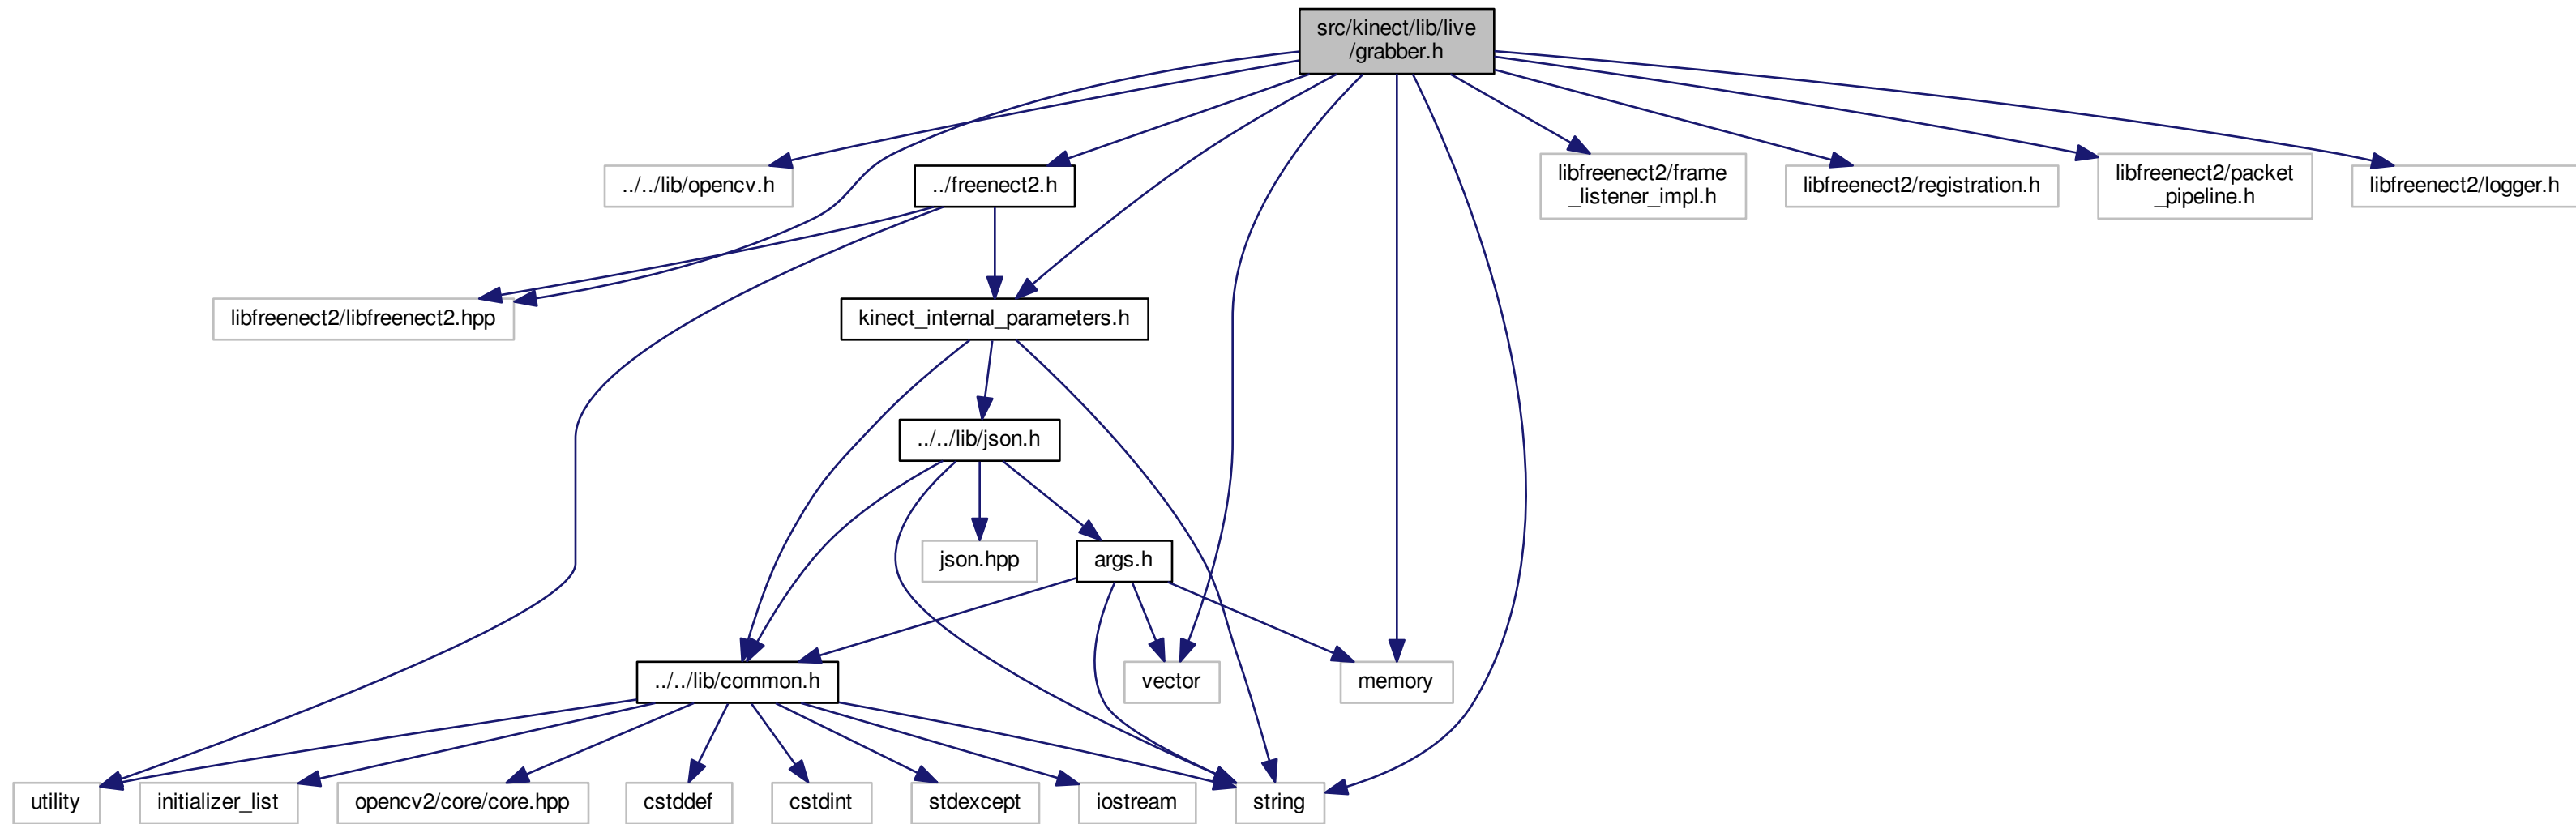 src/kinect/lib/live
/grabber.h
../../lib/opencv.h
../freenect2.h
libfreenect2/frame
_listener_impl.h
libfreenect2/registration.h
libfreenect2/packet
_pipeline.h
libfreenect2/logger.h
libfreenect2/libfreenect2.hpp
kinect_internal_parameters.h
../../lib/json.h
json.hpp
args.h
../../lib/common.h
vector
memory
utility
initializer_list
opencv2/core/core.hpp
cstddef
cstdint
stdexcept
iostream
string